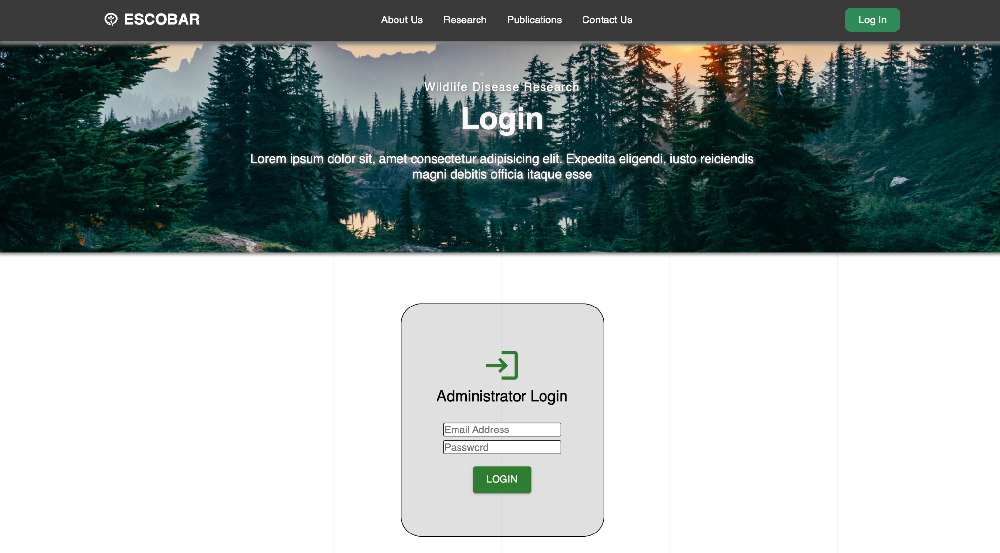 ESCOBAR
About Us
Research
Publications
Contact Us
Log In
Wildlife Disease Research
Login
Lorem ipsum dolor sit, amet consectetur adipisicing elit. Expedita eligendi, iusto reiciendis
magni debitis officia itaque esse
Administrator Login
Email Address
Password
LOGIN